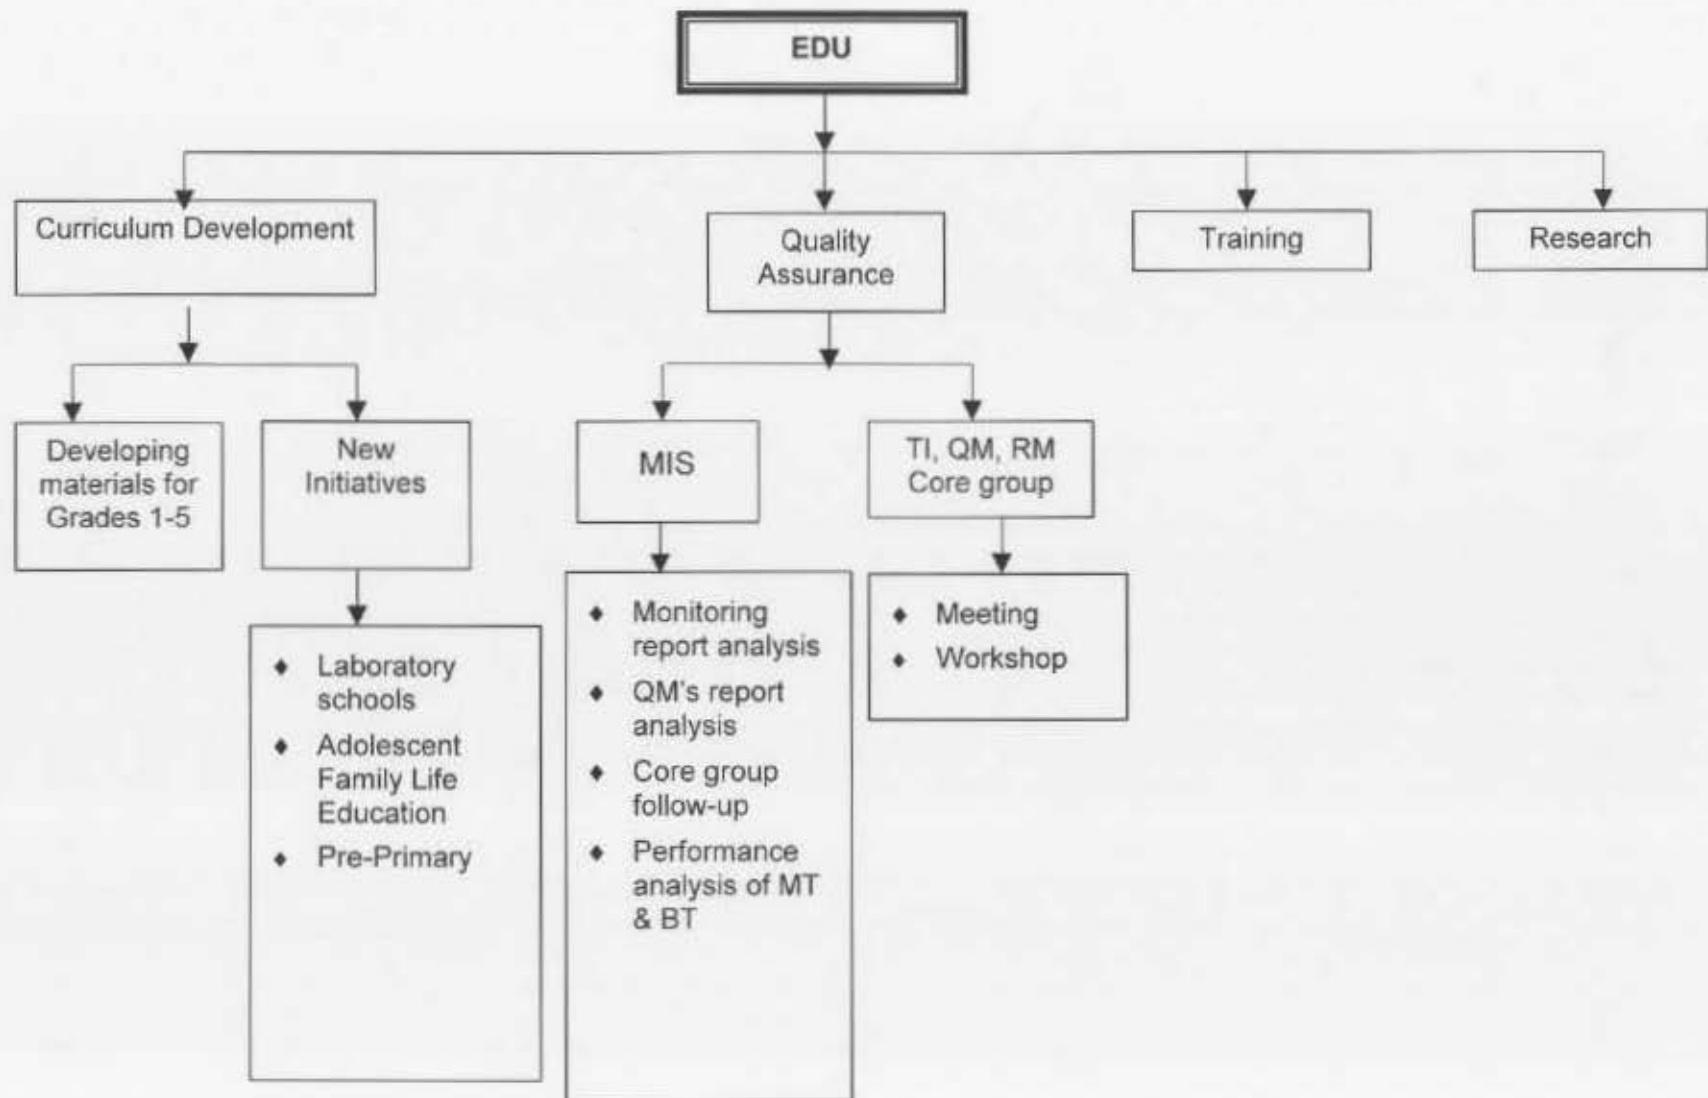 EDU
Curriculum Development
Quality
Assurance
Training
Research
Developing
materials for
Grades 1-5
New
Initiatives
MIS
TI, QM, RM
Core group
♦ Laboratory
schools
♦ Adolescent
Family Life
Education
♦ Pre-Primary
♦ Monitoring
report analysis
♦ QM's report
analysis
♦ Core group
follow-up
♦ Performance
analysis of MT
& BT
♦ Meeting
♦ Workshop